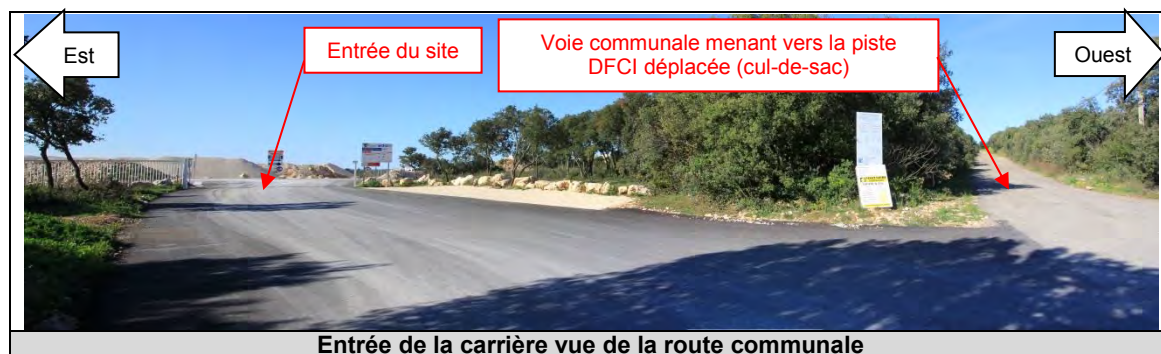 Est
Entrée du site
Voie communale menant vers la piste
DFCI déplacée (cul-de-sac)
Ouest
Entrée de la carrière vue de la route communale